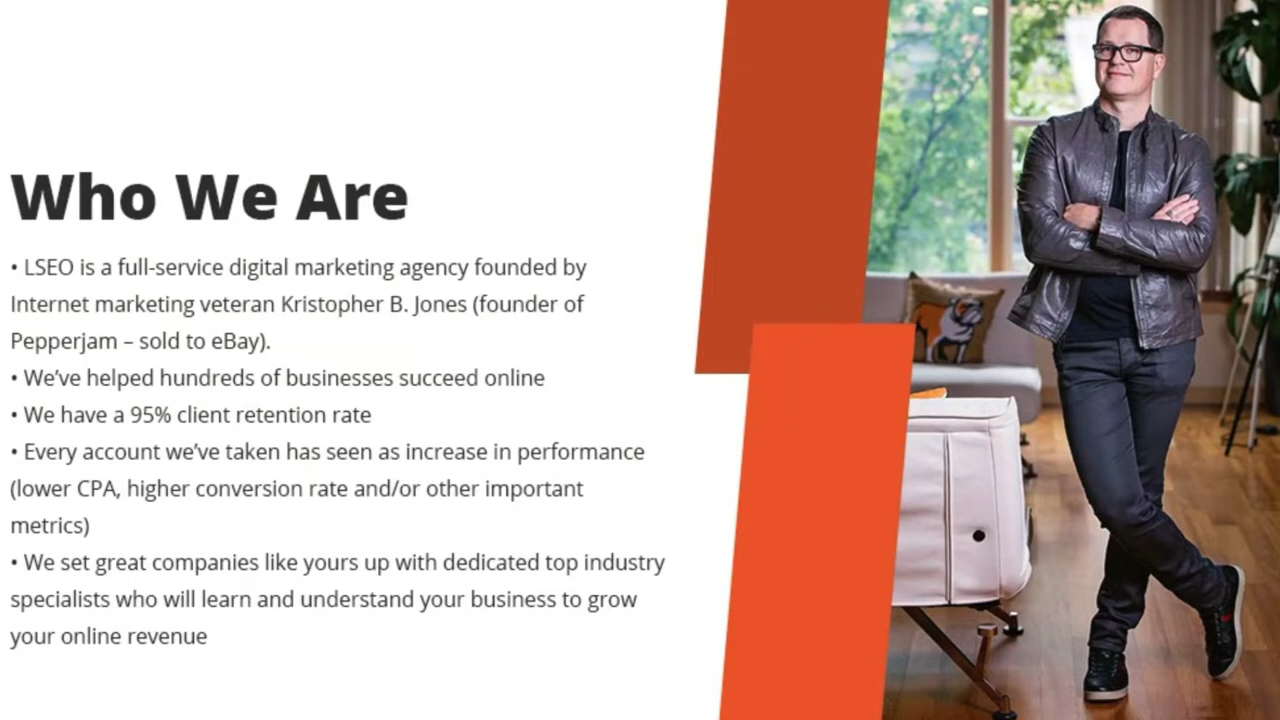 Who We Are
• LSEO is a full-service digital marketing agency founded by
Internet marketing veteran Kristopher B. Jones (founder of
Pepperjam – sold to eBay).
• We’ve helped hundreds of businesses succeed online
• We have a 95% client retention rate
• Every account we’ve taken has seen as increase in performance
(lower CPA, higher conversion rate and/or other important
metrics)
• We set great companies like yours up with dedicated top industry
specialists who will learn and understand your business to grow
your online revenue